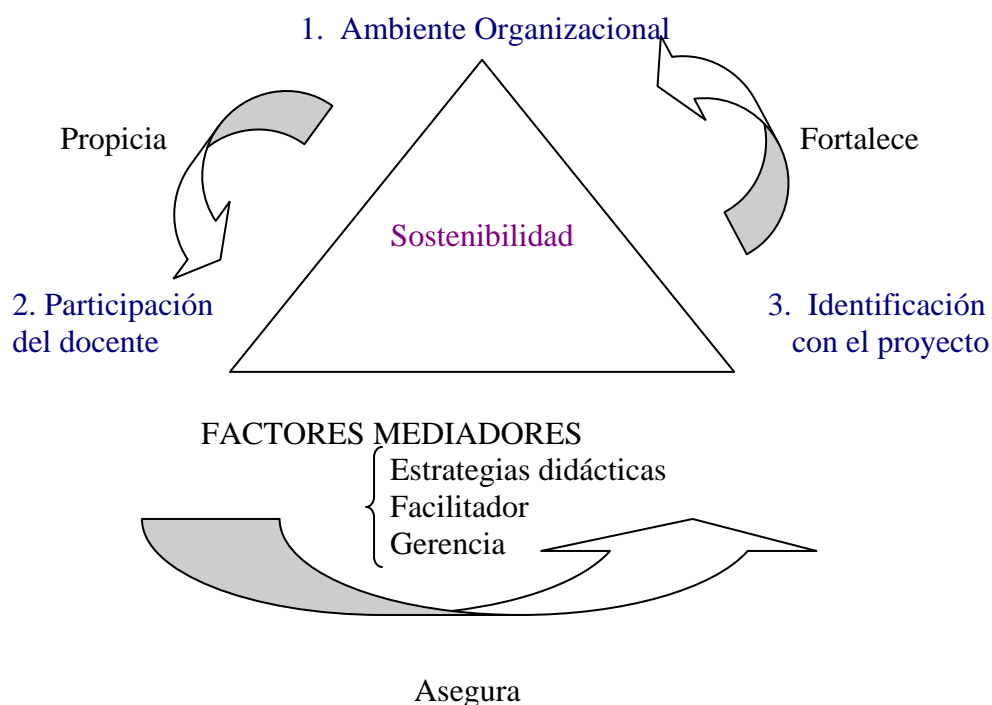 1. Ambiente Organizacional
Propicia
Fortalece
Sostenibilidad
2. Participación
del docente
3. Identificación
con el proyecto
FACTORES MEDIADORES
Estrategias didácticas
Facilitador
Gerencia
Asegura